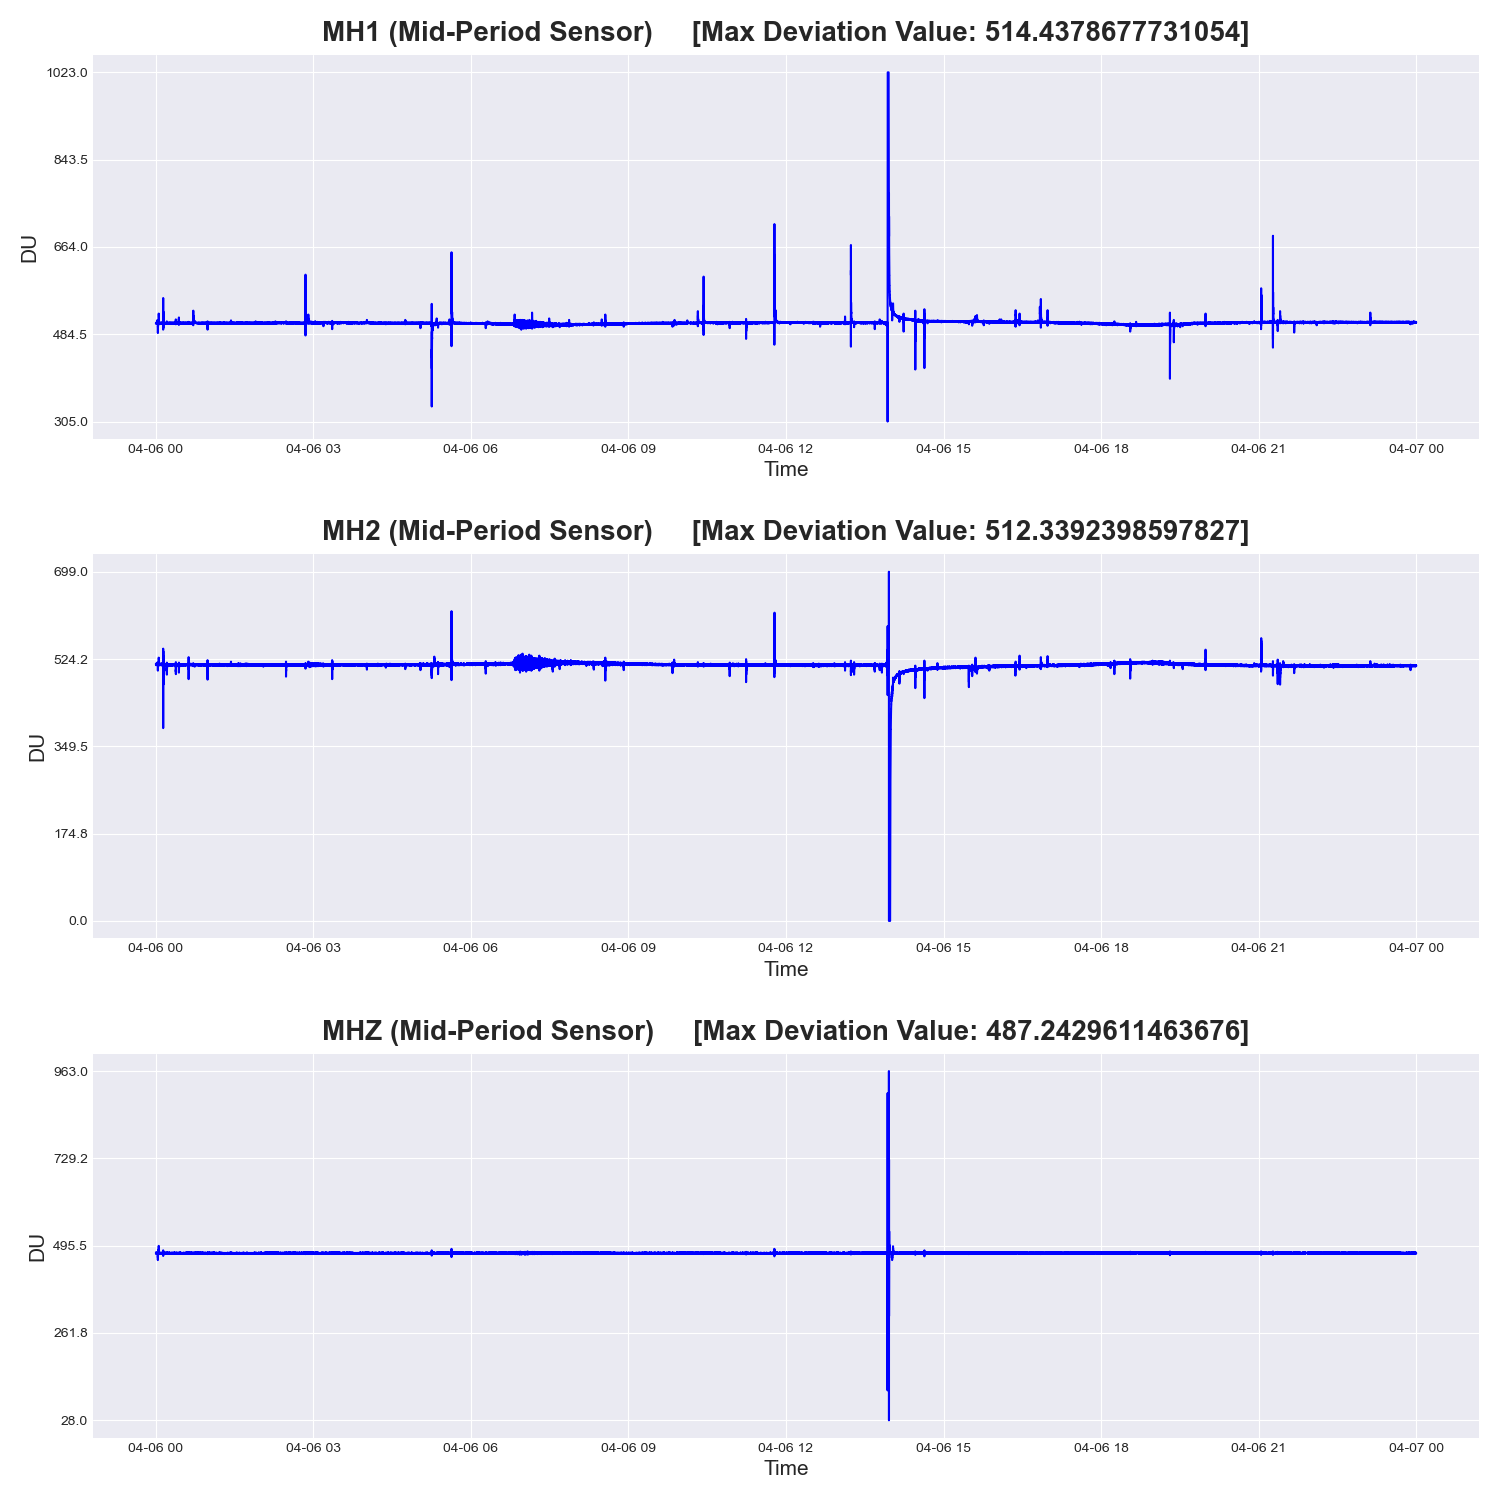 MH1 (Mid-Period Sensor) [Max Deviation Value: 514.4378677731054]
1023.0
843.5
664.0
484.5
305.0
DU
04-06 00 04-06 03 04-06 06 04-06 09 04-06 12 04-06 15 04-06 18 04-06 21 04-07 00
Time
MH2 (Mid-Period Sensor) [Max Deviation Value: 512.3392398597827]
699.0
524.2
349.5
174.8
0.0
DU
04-06 00 04-06 03 04-06 06 04-06 09 04-06 12 04-06 15 04-06 18 04-06 21 04-07 00
Time
MHZ (Mid-Period Sensor) [Max Deviation Value: 487.2429611463676]
963.0
729.2
495.5
261.8
28.0
DU
04-06 00 04-06 03 04-06 06 04-06 09 04-06 12 04-06 15 04-06 18 04-06 21 04-07 00
Time